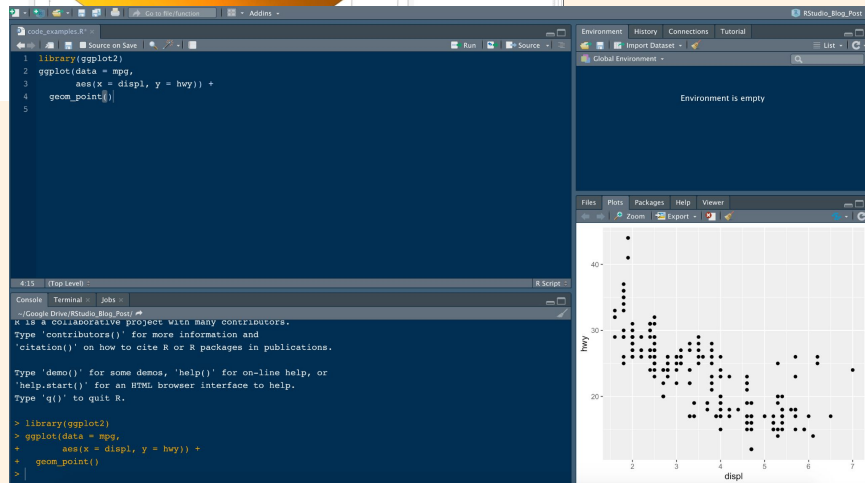 Go to file/function Addins RStudio_Blog_Post
code_examples.R*
Source on Save Run Source
1 library(ggplot2)
2 ggplot(data = mpg,
3 aes(x = displ, y = hwy)) +
4 geom_point()
5
4:15 (Top Level) R Script
Console Terminal Jobs
~/Google Drive/RStudio_Blog_Post/
R is a collaborative project with many contributors.
Type 'contributors()' for more information and
'citation()' on how to cite R or R packages in publications.
Type 'demo()' for some demos, 'help()' for on-line help, or
'help.start()' for an HTML browser interface to help.
Type 'q()' to quit R.
> library(ggplot2)
> ggplot(data = mpg,
+ aes(x = displ, y = hwy)) +
+ geom_point()
>
Environment History Connections Tutorial
Import Dataset List
Global Environment
Environment is empty
Files Plots Packages Help Viewer
Zoom Export
40
30
20
hwy
2 3 4 5 6 7
displ